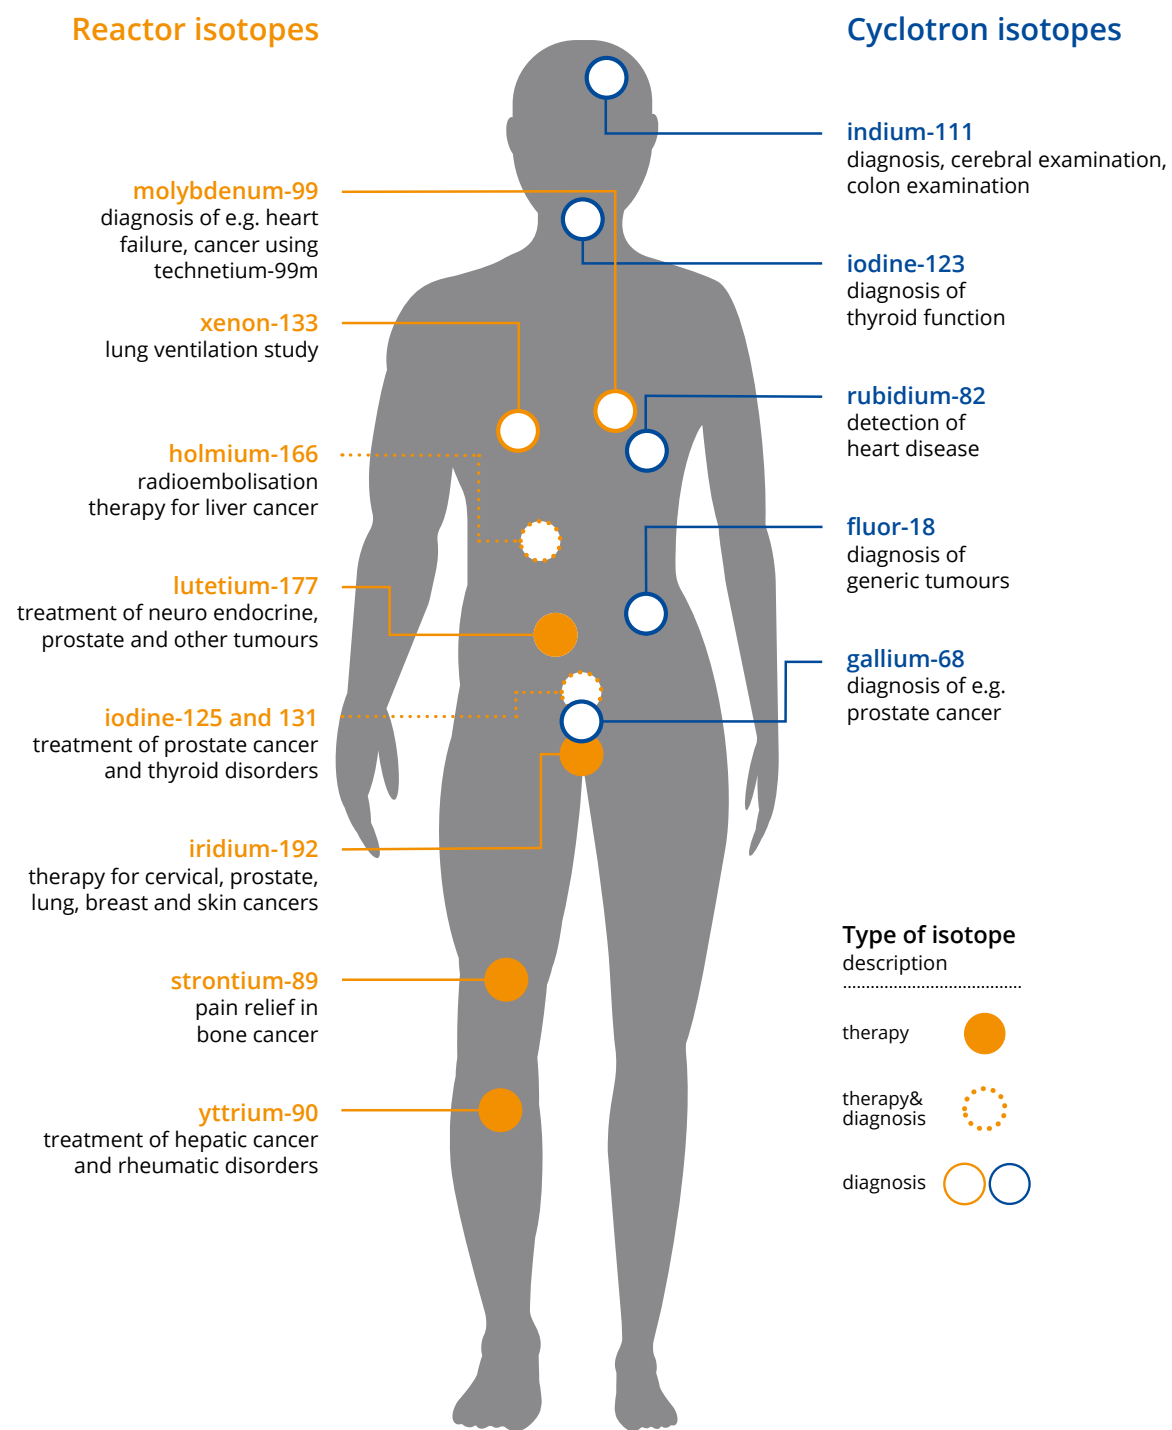 Reactor isotopes
molybdenum-99
diagnosis of e.g. heart
failure, cancer using
technetium-99m
xenon-133
lung ventilation study
holmium-166
radioembolisation
therapy for liver cancer
lutetium-177
treatment of neuro endocrine,
prostate and other tumours
iodine-125 and 131
treatment of prostate cancer
and thyroid disorders
iridium-192
therapy for cervical, prostate,
lung, breast and skin cancers
strontium-89
pain relief in
bone cancer
yttrium-90
treatment of hepatic cancer
and rheumatic disorders
Cyclotron isotopes
indium-111
diagnosis, cerebral examination,
colon examination
iodine-123
diagnosis of
thyroid function
rubidium-82
detection of
heart disease
fluor-18
diagnosis of
generic tumours
gallium-68
diagnosis of e.g.
prostate cancer
Type of isotope
description
therapy
therapy&
diagnosis
diagnosis